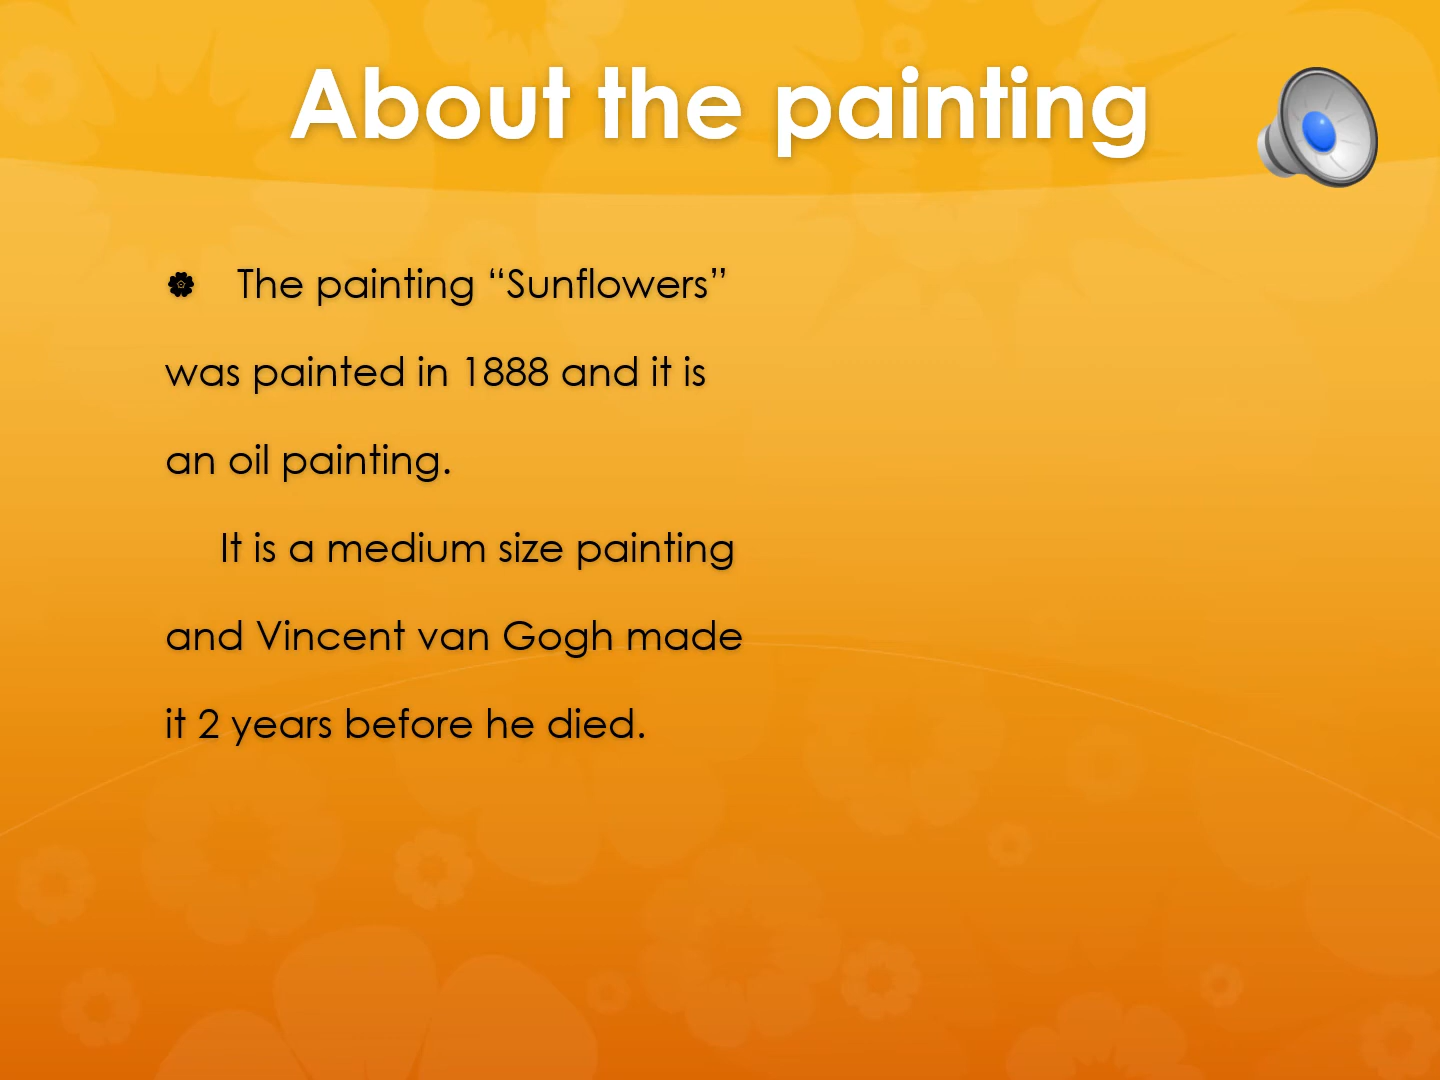 About the painting
The painting “Sunflowers”
was painted in 1888 and it is
an oil painting.
It is a medium size painting
and Vincent van Gogh made
it 2 years before he died.